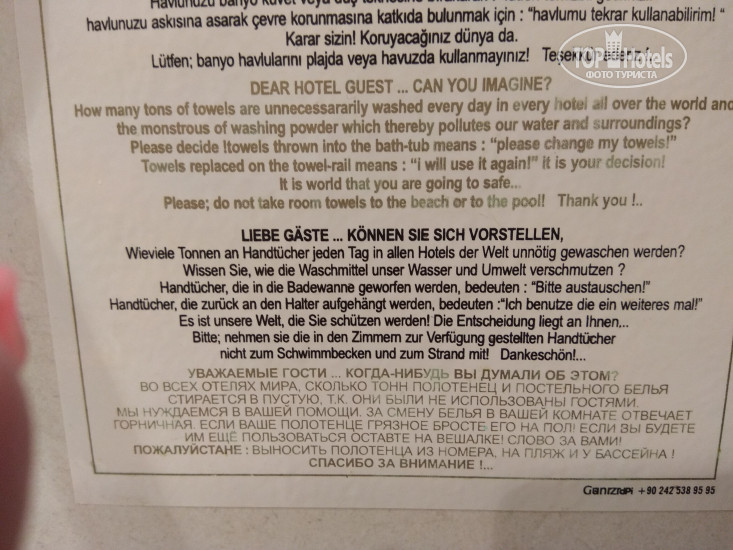 havlunuzu askısına asarak çevre korunmasına katkıda bulunmak için : "havlumu tekrar kullanabilirim! "
Karar sizin! Koruyacağınız dünya da.
Lütfen; banyo havlularını plajda veya havuzda kullanmayınız!
TOP Hotels
ФОТО ТУРИСТА
DEAR HOTEL GUEST ... CAN YOU IMAGINE?
How many tons of towels are unnecessararily washed every day in every hotel all over the world and
the monstrous of washing powder which thereby pollutes our water and surroundings?
Please decide !towels thrown into the bath-tub means : "please change my towels!"
Towels replaced on the towel-rail means : "i will use it again!" it is your decision!
It is world that you are going to safe...
Please; do not take room towels to the beach or to the pool! Thank you !..
LIEBE GÄSTE ... KÖNNEN SIE SICH VORSTELLEN,
Wieviele Tonnen an Handtücher jeden Tag in allen Hotels der Welt unnötig gewaschen werden?
Wissen Sie, wie die Waschmittel unser Wasser und Umwelt verschmutzen ?
Handtücher, die in die Badewanne geworfen werden, bedeuten : "Bitte austauschen!"
Handtücher, die zurück an den Halter aufgehängt werden, bedeuten :"Ich benutze die ein weiteres mal!"
Es ist unsere Welt, die Sie schützen werden! Die Entscheidung liegt an Ihnen...
Bitte; nehmen sie die in den Zimmern zur Verfügung gestellten Handtücher
nicht zum Schwimmbecken und zum Strand mit! Dankeschön!...
УВАЖАЕМЫЕ ГОСТИ ... КОГДА-НИБУДЬ ВЫ ДУМАЛИ ОБ ЭТОМ?
ВО ВСЕХ ОТЕЛЯХ МИРА, СКОЛЬКО ТОНН ПОЛОТЕНЕЦ И ПОСТЕЛЬНОГО БЕЛЬЯ
СТИРАЕТСЯ В ПУСТУЮ, Т.К. ОНИ БЫЛИ НЕ ИСПОЛЬЗОВАНЫ ГОСТЯМИ.
МЫ НУЖДАЕМСЯ В ВАШЕЙ ПОМОЩИ. ЗА СМЕНУ БЕЛЬЯ В ВАШЕЙ КОМНАТЕ ОТВЕЧАЕТ
ГОРНИЧНАЯ. ЕСЛИ ВАШЕ ПОЛОТЕНЦЕ ГРЯЗНОЕ БРОСТЕ ЕГО НА ПОЛ! ЕСЛИ ВЫ БУДЕТЕ
ИМ ЕЩЁ ПОЛЬЗОВАТЬСЯ ОСТАВТЕ НА ВЕШАЛКЕ! СЛОВО ЗА ВАМИ!
ПОЖАЛУЙСТАНЕ : ВЫНОСИТЬ ПОЛОТЕНЦА ИЗ НОМЕРА, НА ПЛЯЖ И У БАССЕЙНА !
СПАСИБО ЗА ВНИМАНИЕ !...
+90 242 538 95 95